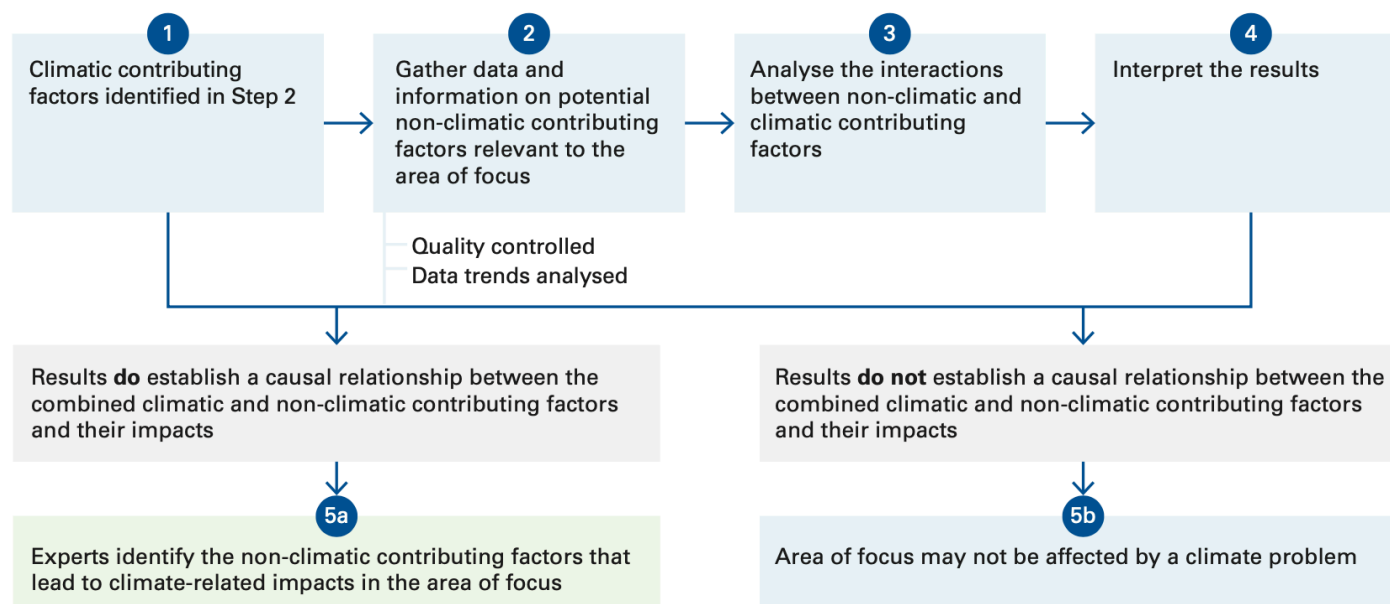 1
Climatic contributing
factors identified in Step 2
2
Gather data and
information on potential
non-climatic contributing
factors relevant to the
area of focus
3
Analyse the interactions
between non-climatic and
climatic contributing
factors
4
Interpret the results
Quality controlled
Data trends analysed
Results do establish a causal relationship between the
combined climatic and non-climatic contributing factors
and their impacts
Results do not establish a causal relationship between the
combined climatic and non-climatic contributing factors
and their impacts
5a
Experts identify the non-climatic contributing factors that
lead to climate-related impacts in the area of focus
5b
Area of focus may not be affected by a climate problem